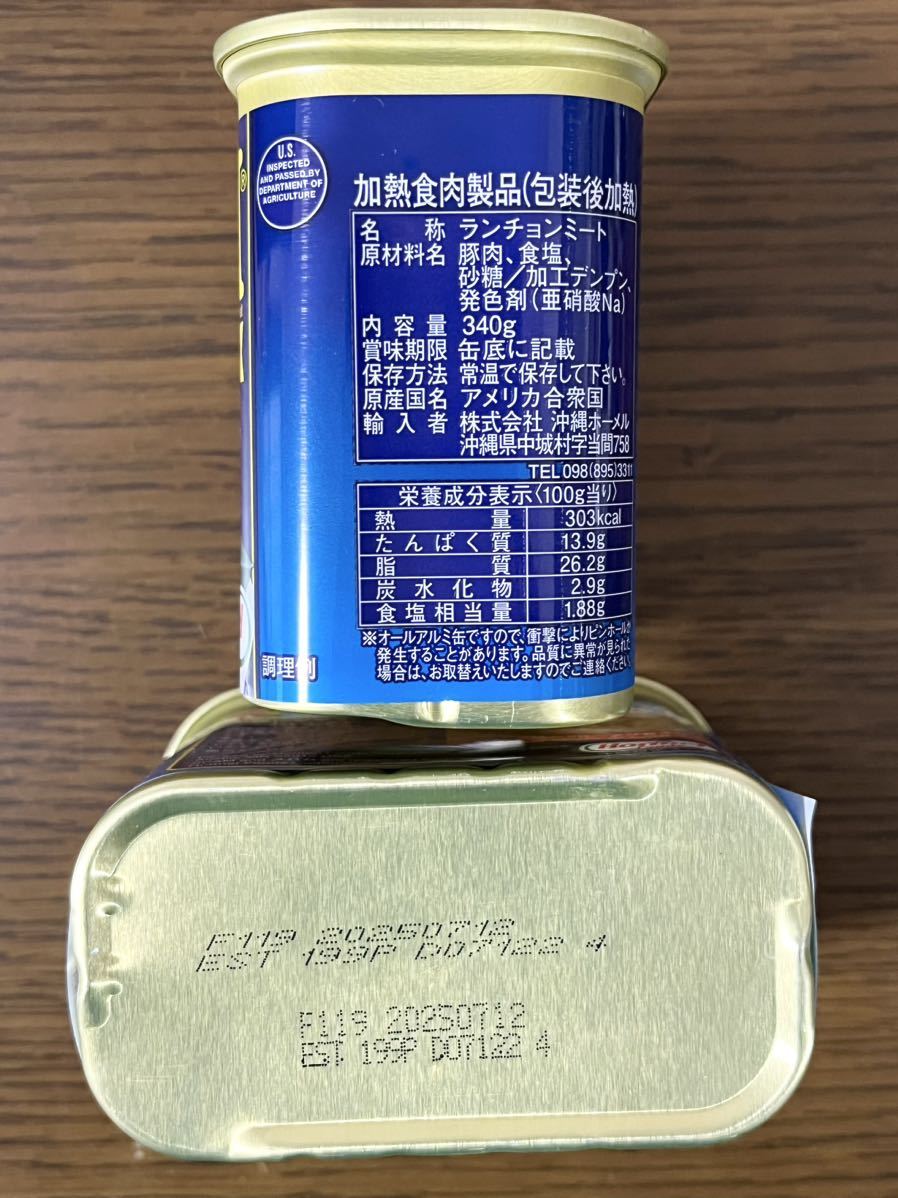 U.S.
INSPECTED
AND PASSED BY
DEPARTMENT OF
AGRICULTURE
®
加熱食肉製品(包装後加熱)
名称 ランチョンミート
原材料名 豚肉、食塩、
砂糖/加工デンプン、
発色剤(亜硝酸Na)
内容量 340g
賞味期限 缶底に記載
保存方法 常温で保存して下さい。
原産国名 アメリカ合衆国
輸入者 株式会社 沖縄ホーメル
沖縄県中城村字当間758
TEL 098(895)3311
栄養成分表示〈100g当り〉
熱量 303kcal
たんぱく質 13.9g
脂質 26.2g
炭水化物 2.9g
食塩相当量 1.88g
※オールアルミ缶ですので、衝撃によりピンホールが
発生することがあります。品質に異常が見られた
場合は、お取替えいたしますのでご連絡ください。
調理例
F119 20250712
EST 199P D07122 4
F119 20250712
EST 199P D07122 4